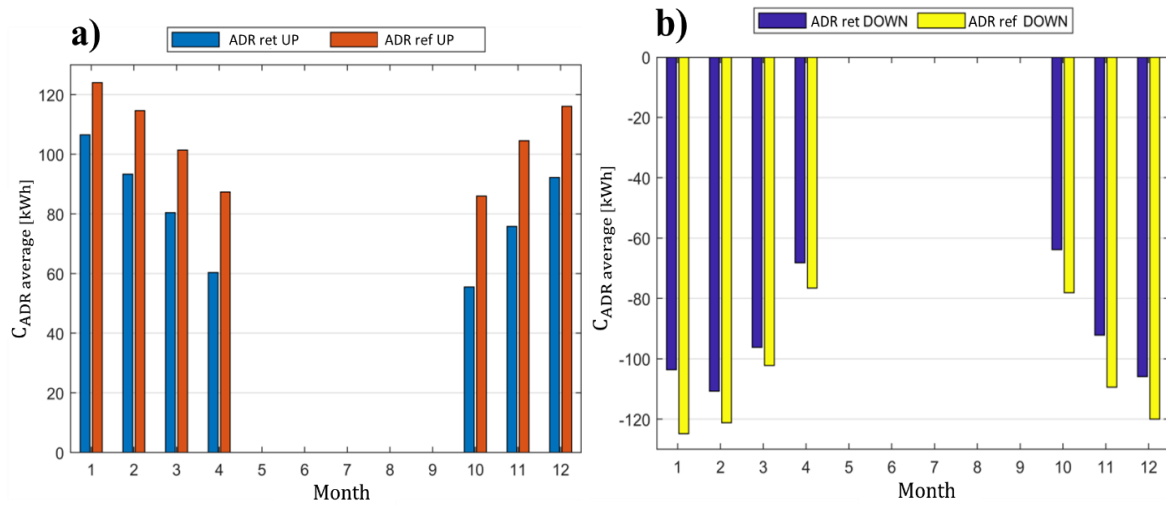 a)
ADR ret UP
ADR ref UP
C_ADR average [kWh]
120
100
80
60
40
20
0
1 2 3 4 5 6 7 8 9 10 11 12
Month
b)
ADR ret DOWN
ADR ref DOWN
C_ADR average [kWh]
-0
-20
-40
-60
-80
-100
-120
1 2 3 4 5 6 7 8 9 10 11 12
Month